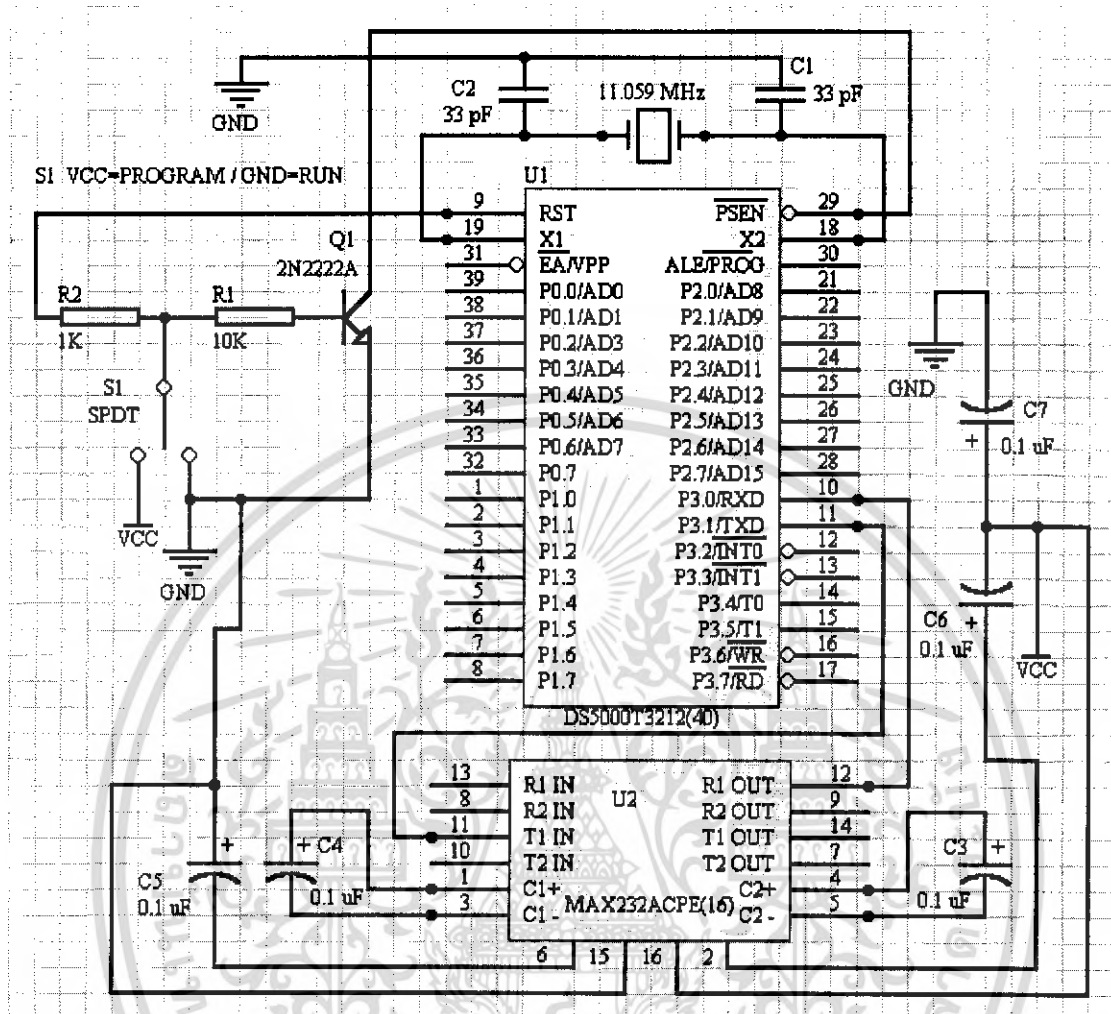 C1
C2
33 pF
11.059 MHz
33 pF
GND
S1 VCC=PROGRAM / GND=RUN
U1
9 RST PSEN 29
19 X1 X2 18
31 EA/VPP ALE/PROG 30
39 P0.0/AD0 P2.0/AD8 21
38 P0.1/AD1 P2.1/AD9 22
37 P0.2/AD3 P2.2/AD10 23
36 P0.3/AD4 P2.3/AD11 24
35 P0.4/AD5 P2.4/AD12 25
34 P0.5/AD6 P2.5/AD13 26
33 P0.6/AD7 P2.6/AD14 27
32 P0.7 P2.7/AD15 28
1 P1.0 P3.0/RXD 10
2 P1.1 P3.1/TXD 11
3 P1.2 P3.2/INT0 12
4 P1.3 P3.3/INT1 13
5 P1.4 P3.4/T0 14
6 P1.5 P3.5/T1 15
7 P1.6 P3.6/WR 16
8 P1.7 P3.7/RD 17
DS5000T3212(40)
Q1
2N2222A
R2
1K
R1
10K
S1
SPDT
VCC
GND
GND
C7
+
0.1 uF
C6
+
0.1 uF
VCC
U2
13 R1 IN R1 OUT 12
8 R2 IN R2 OUT 9
11 T1 IN T1 OUT 14
10 T2 IN T2 OUT 7
1 C1+ C2+ 4
3 C1- MAX232ACPE(16) C2- 5
6 15 16 2
+
C5
0.1 uF
+ C4
0.1 uF
C3 +
0.1 uF